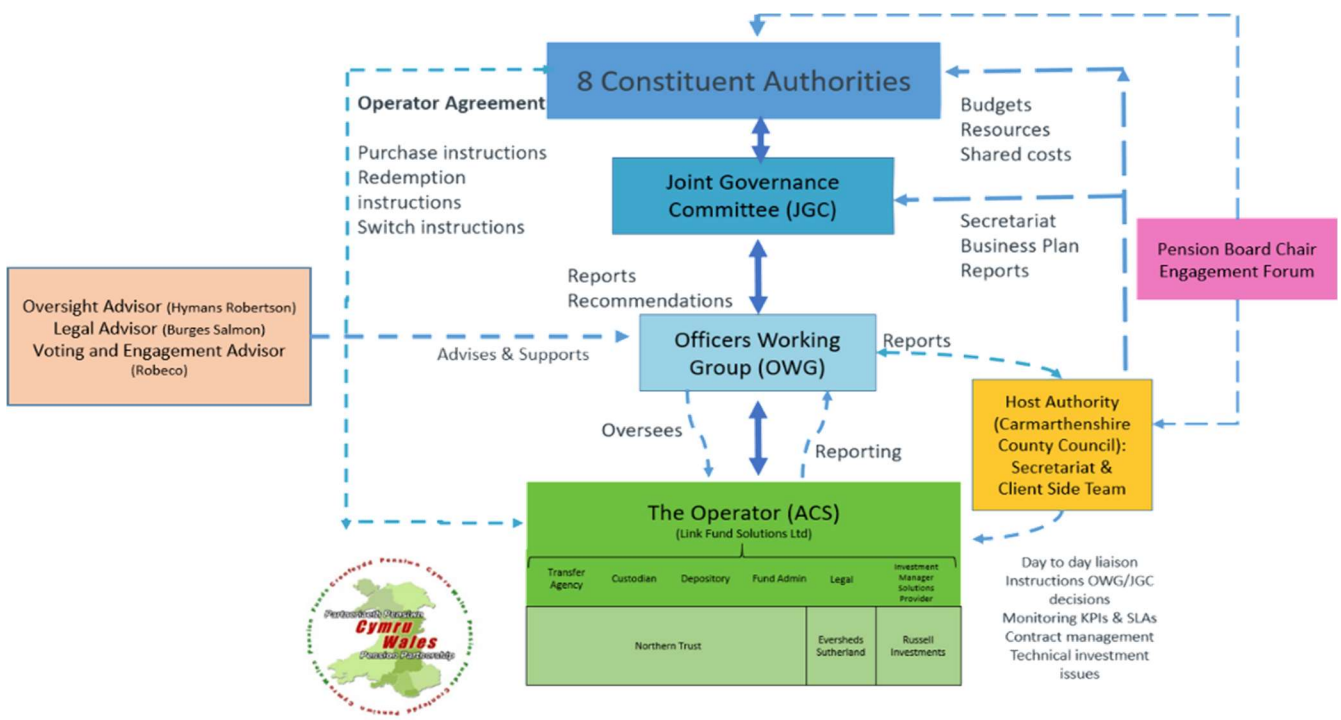 8 Constituent Authorities
Operator Agreement
Purchase instructions
Redemption
instructions
Switch instructions
Budgets
Resources
Shared costs
Joint Governance
Committee (JGC)
Secretariat
Business Plan
Reports
Pension Board Chair
Engagement Forum
Reports
Recommendations
Oversight Advisor (Hymans Robertson)
Legal Advisor (Burges Salmon)
Voting and Engagement Advisor
(Robeco)
Advises & Supports
Officers Working
Group (OWG)
Reports
Host Authority
(Carmarthenshire
County Council):
Secretariat &
Client Side Team
Oversees
Reporting
The Operator (ACS)
(Link Fund Solutions Ltd)
Transfer
Agency
Custodian
Depository
Fund Admin
Legal
Investment
Manager
Solutions
Provider
Northern Trust
Eversheds
Sutherland
Russell
Investments
Day to day liaison
Instructions OWG/JGC
decisions
Monitoring KPIs & SLAs
Contract management
Technical investment
issues
Partneriaeth Pensiwn
Cymru
Wales
Pension Partnership